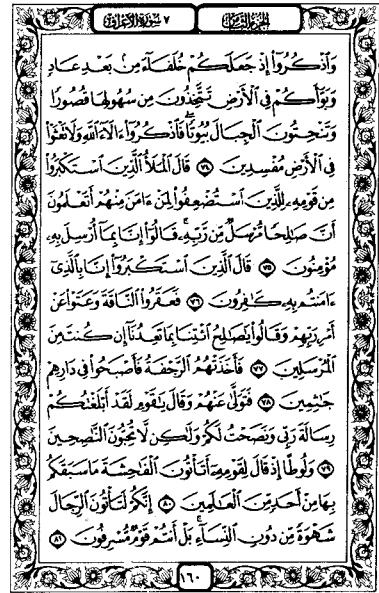 الجزء الثامن ٧ سورة الأعراف
وَٱذْكُرُوٓا۟ إِذْ جَعَلَكُمْ خُلَفَآءَ مِنۢ بَعْدِ عَادٍ
وَبَوَّأَكُمْ فِى ٱلْأَرْضِ تَتَّخِذُونَ مِن سُهُولِهَا قُصُورًا
وَتَنْحِتُونَ ٱلْجِبَالَ بُيُوتًا ۖ فَٱذْكُرُوٓا۟ ءَالَآءَ ٱللَّهِ وَلَا تَعْثَوْا۟
فِى ٱلْأَرْضِ مُفْسِدِينَ ٧٤ قَالَ ٱلْمَلَأُ ٱلَّذِينَ ٱسْتَكْبَرُوا۟
مِن قَوْمِهِۦ لِلَّذِينَ ٱسْتُضْعِفُوا۟ لِمَنْ ءَامَنَ مِنْهُمْ أَتَعْلَمُونَ
أَنَّ صَٰلِحًا مُّرْسَلٌ مِّن رَّبِّهِۦ ۚ قَالُوٓا۟ إِنَّا بِمَآ أُرْسِلَ بِهِۦ
مُؤْمِنُونَ ٧٥ قَالَ ٱلَّذِينَ ٱسْتَكْبَرُوٓا۟ إِنَّا بِٱلَّذِىٓ
ءَامَنتُم بِهِۦ كَٰفِرُونَ ٧٦ فَعَقَرُوا۟ ٱلنَّاقَةَ وَعَتَوْا۟ عَنْ
أَمْرِ رَبِّهِمْ وَقَالُوا۟ يَٰصَٰلِحُ ٱئْتِنَا بِمَا تَعِدُنَآ إِن كُنتَ مِنَ
ٱلْمُرْسَلِينَ ٧٧ فَأَخَذَتْهُمُ ٱلرَّجْفَةُ فَأَصْبَحُوا۟ فِى دَارِهِمْ
جَٰثِمِينَ ٧٨ فَتَوَلَّىٰ عَنْهُمْ وَقَالَ يَٰقَوْمِ لَقَدْ أَبْلَغْتُكُمْ
رِسَالَةَ رَبِّى وَنَصَحْتُ لَكُمْ وَلَٰكِن لَّا تُحِبُّونَ ٱلنَّٰصِحِينَ
٧٩ وَلُوطًا إِذْ قَالَ لِقَوْمِهِۦٓ أَتَأْتُونَ ٱلْفَٰحِشَةَ مَا سَبَقَكُم
بِهَا مِنْ أَحَدٍ مِّنَ ٱلْعَٰلَمِينَ ٨٠ إِنَّكُمْ لَتَأْتُونَ ٱلرِّجَالَ
شَهْوَةً مِّن دُونِ ٱلنِّسَآءِ ۚ بَلْ أَنتُمْ قَوْمٌ مُّسْرِفُونَ ٨١
١٦٠